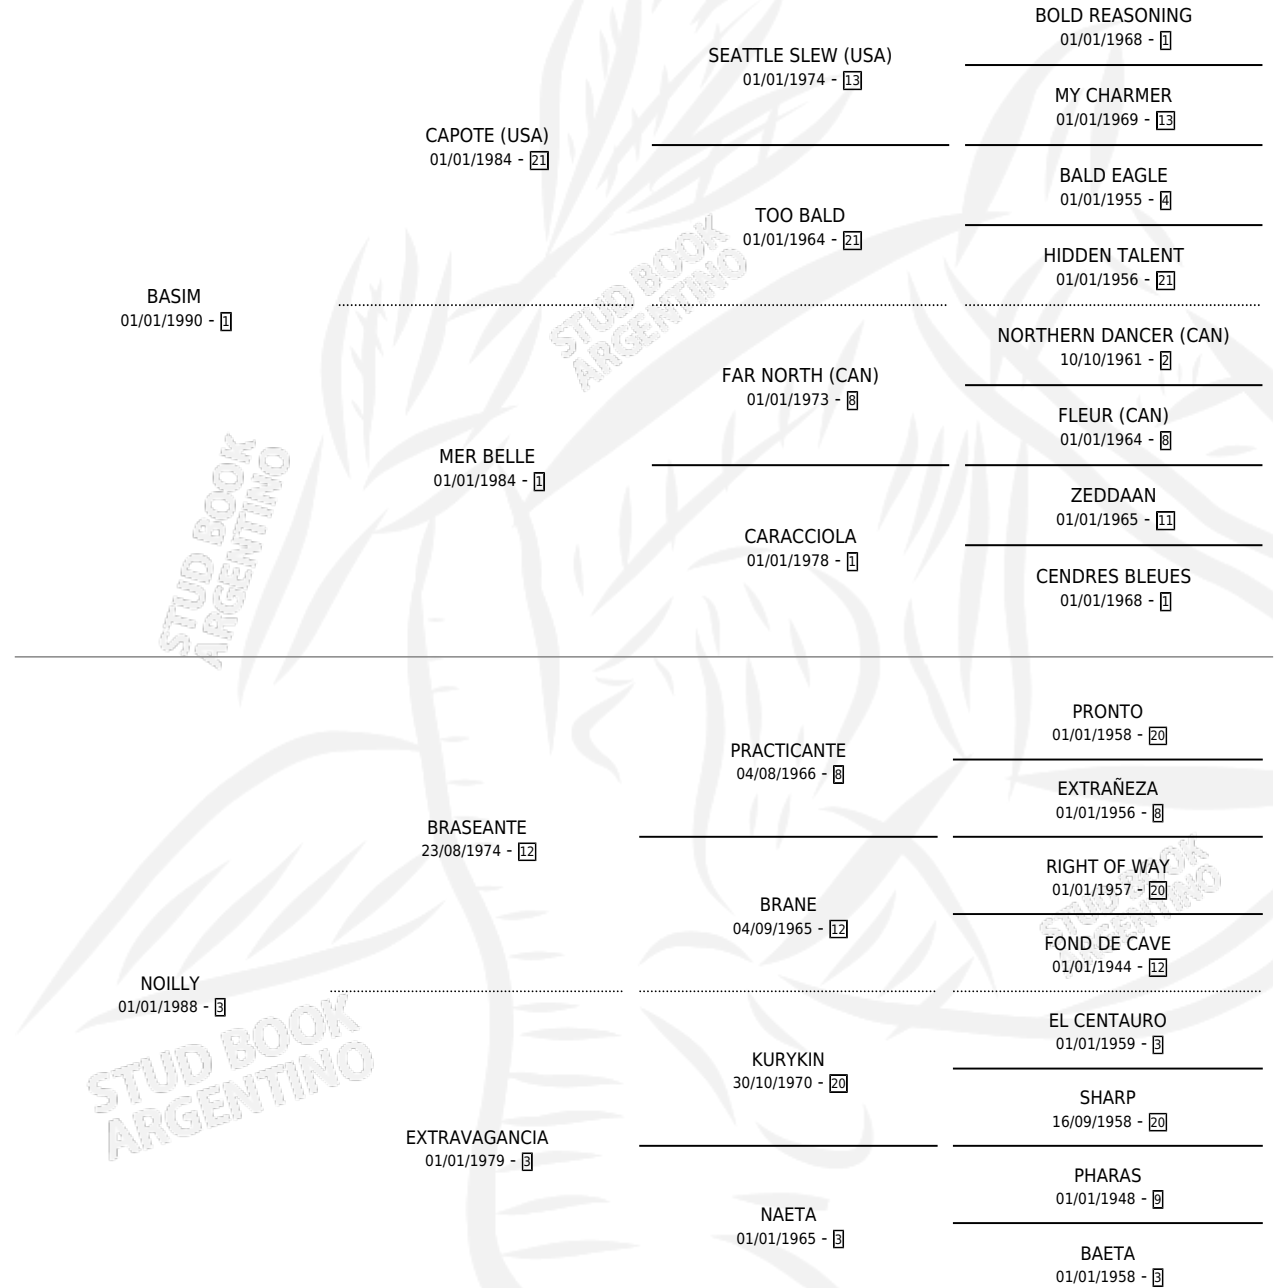 BOLD REASONING
01/01/1968 - 1
SEATTLE SLEW (USA)
01/01/1974 - 13
MY CHARMER
01/01/1969 - 13
CAPOTE (USA)
01/01/1984 - 21
BALD EAGLE
01/01/1955 - 4
TOO BALD
01/01/1964 - 21
HIDDEN TALENT
01/01/1956 - 21
BASIM
01/01/1990 - 1
NORTHERN DANCER (CAN)
10/10/1961 - 2
FAR NORTH (CAN)
01/01/1973 - 8
FLEUR (CAN)
01/01/1964 - 8
MER BELLE
01/01/1984 - 1
ZEDDAAN
01/01/1965 - 11
CARACCIOLA
01/01/1978 - 1
CENDRES BLEUES
01/01/1968 - 1
PRONTO
01/01/1958 - 20
PRACTICANTE
04/08/1966 - 8
EXTRAÑEZA
01/01/1956 - 8
BRASEANTE
23/08/1974 - 12
RIGHT OF WAY
01/01/1957 - 20
BRANE
04/09/1965 - 12
FOND DE CAVE
01/01/1944 - 12
NOILLY
01/01/1988 - 3
EL CENTAURO
01/01/1959 - 3
KURYKIN
30/10/1970 - 20
SHARP
16/09/1958 - 20
EXTRAVAGANCIA
01/01/1979 - 3
PHARAS
01/01/1948 - 9
NAETA
01/01/1965 - 3
BAETA
01/01/1958 - 3
STUD BOOK
ARGENTINO
STUD BOOK
ARGENTINO
STUD BOOK
ARGENTINO
STUD BOOK
ARGENTINO